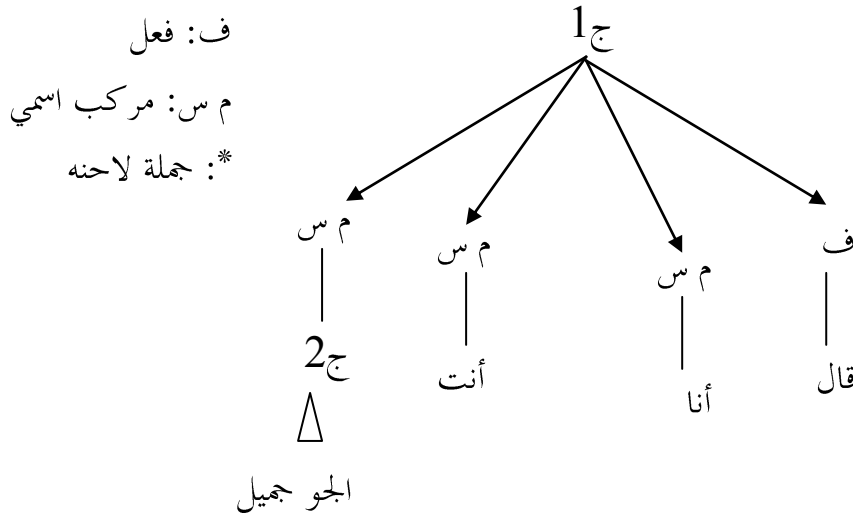 ج1
ف: فعل
م س: مركب اسمي
*: جملة لاحنه
ف
م س
م س
م س
قال
أنا
أنت
ج2
الجو جميل